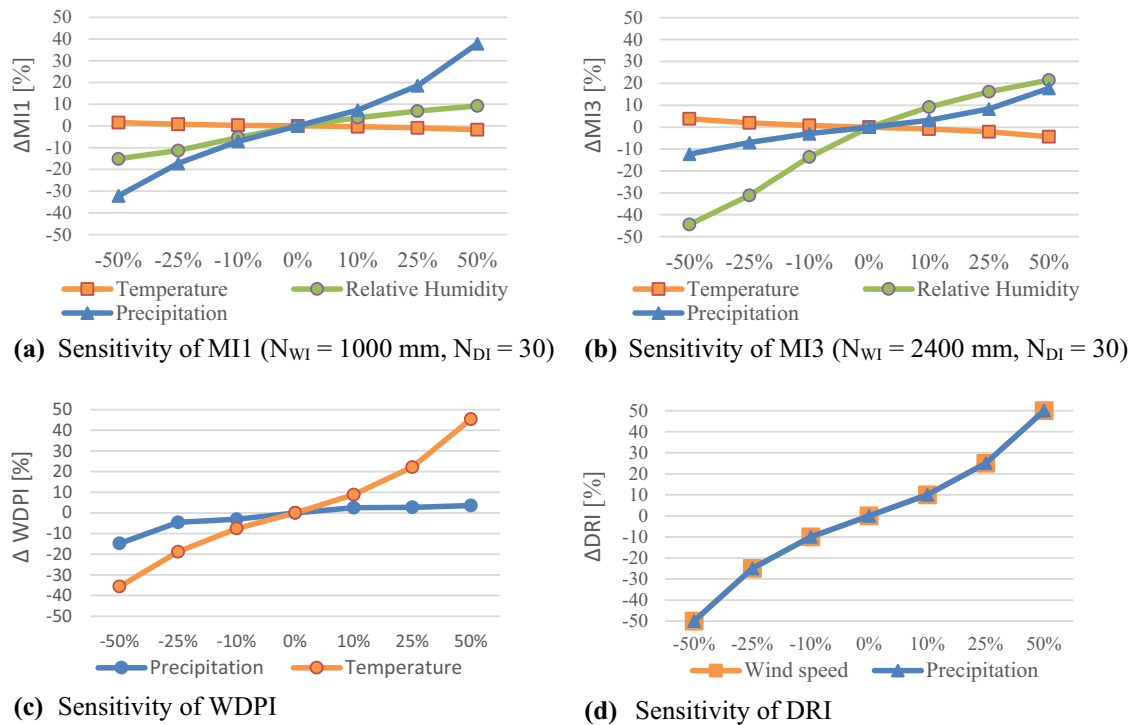 50
40
30
20
10
0
-10
-20
-30
-40
-50
ΔMI1 [%]
-50% -25% -10% 0% 10% 25% 50%
Temperature Relative Humidity
Precipitation
(a) Sensitivity of MI1 (NWI = 1000 mm, NDI = 30)
50
40
30
20
10
0
-10
-20
-30
-40
-50
ΔMI3 [%]
-50% -25% -10% 0% 10% 25% 50%
Temperature Relative Humidity
Precipitation
(b) Sensitivity of MI3 (NWI = 2400 mm, NDI = 30)
50
40
30
20
10
0
-10
-20
-30
-40
-50
Δ WDPI [%]
-50% -25% -10% 0% 10% 25% 50%
Precipitation Temperature
(c) Sensitivity of WDPI
50
40
30
20
10
0
-10
-20
-30
-40
-50
ΔDRI [%]
-50% -25% -10% 0% 10% 25% 50%
Wind speed Precipitation
(d) Sensitivity of DRI